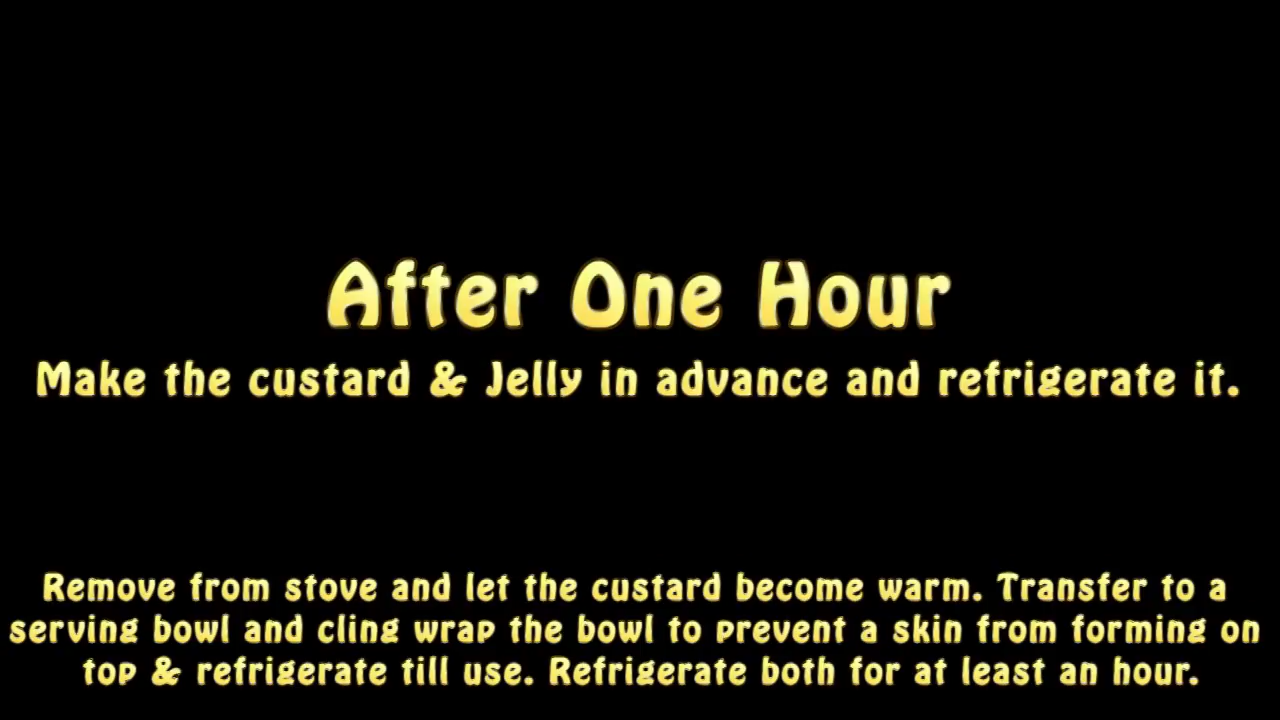 After One Hour
Make the custard & Jelly in advance and refrigerate it.
Remove from stove and let the custard become warm. Transfer to a
serving bowl and cling wrap the bowl to prevent a skin from forming on
top & refrigerate till use. Refrigerate both for at least an hour.